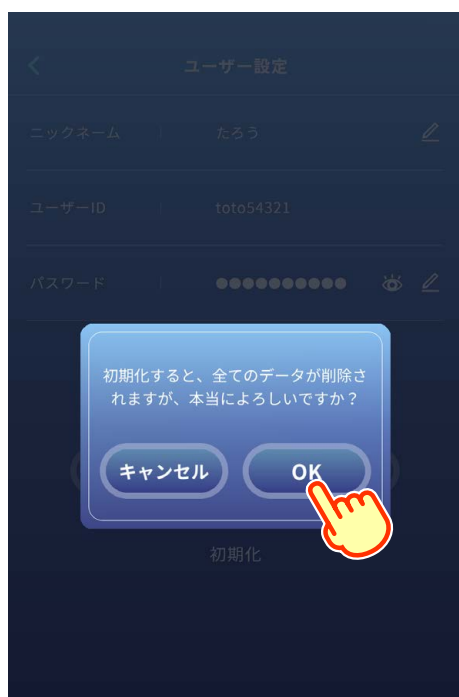 ユーザー設定
ニックネーム たろう
ユーザーID toto54321
パスワード ●●●●●●●●●●
初期化すると、全てのデータが削除さ
れますが、本当によろしいですか？
キャンセル OK
初期化